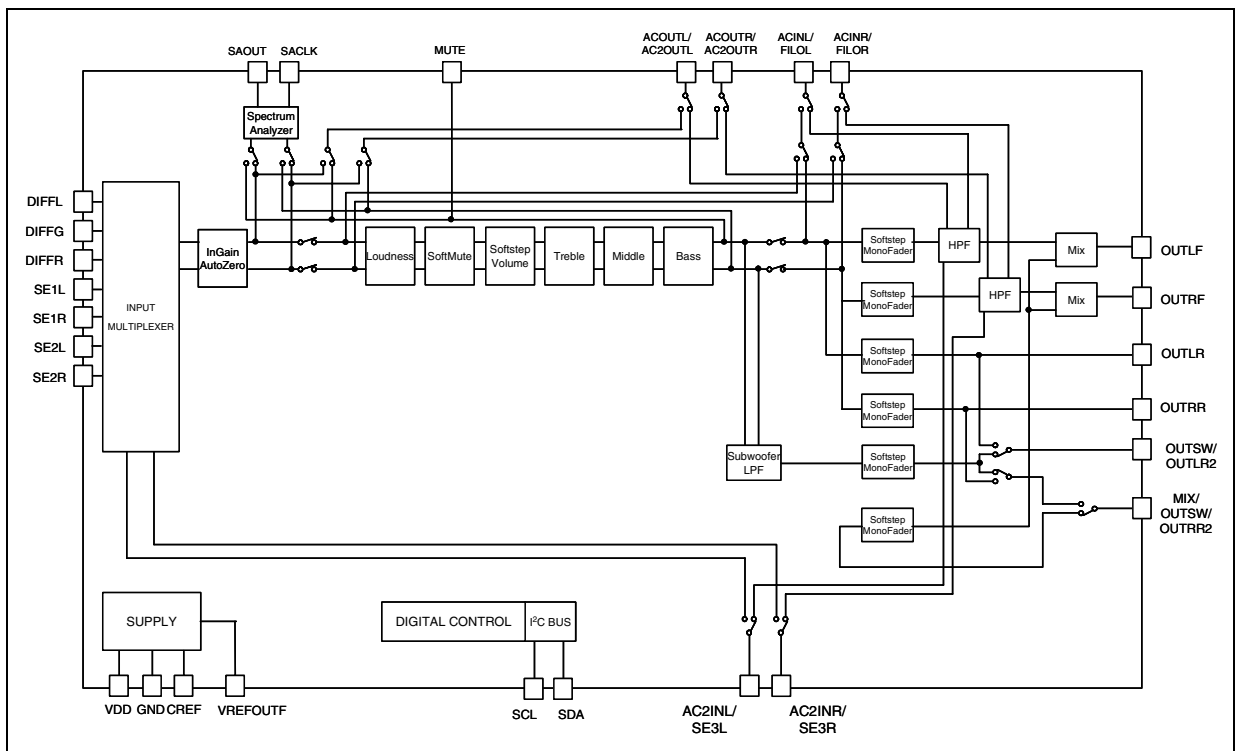 ACOUTL/
AC2OUTL
ACOUTR/
AC2OUTR
ACINL/
FILOL
ACINR/
FILOR
SAOUT
SACLK
MUTE
Spectrum
Analyzer
DIFFL
DIFFG
DIFFR
SE1L
SE1R
SE2L
SE2R
INPUT
MULTIPLEXER
InGain
AutoZero
Loudness
SoftMute
Softstep
Volume
Treble
Middle
Bass
Softstep
MonoFader
HPF
Mix
OUTLF
Softstep
MonoFader
HPF
Mix
OUTRF
Softstep
MonoFader
OUTLR
Softstep
MonoFader
OUTRR
Subwoofer
LPF
Softstep
MonoFader
OUTSW/
OUTLR2
Softstep
MonoFader
MIX/
OUTSW/
OUTRR2
SUPPLY
DIGITAL CONTROL
I²C BUS
VDD
GND
CREF
VREFOUTF
SCL
SDA
AC2INL/
SE3L
AC2INR/
SE3R